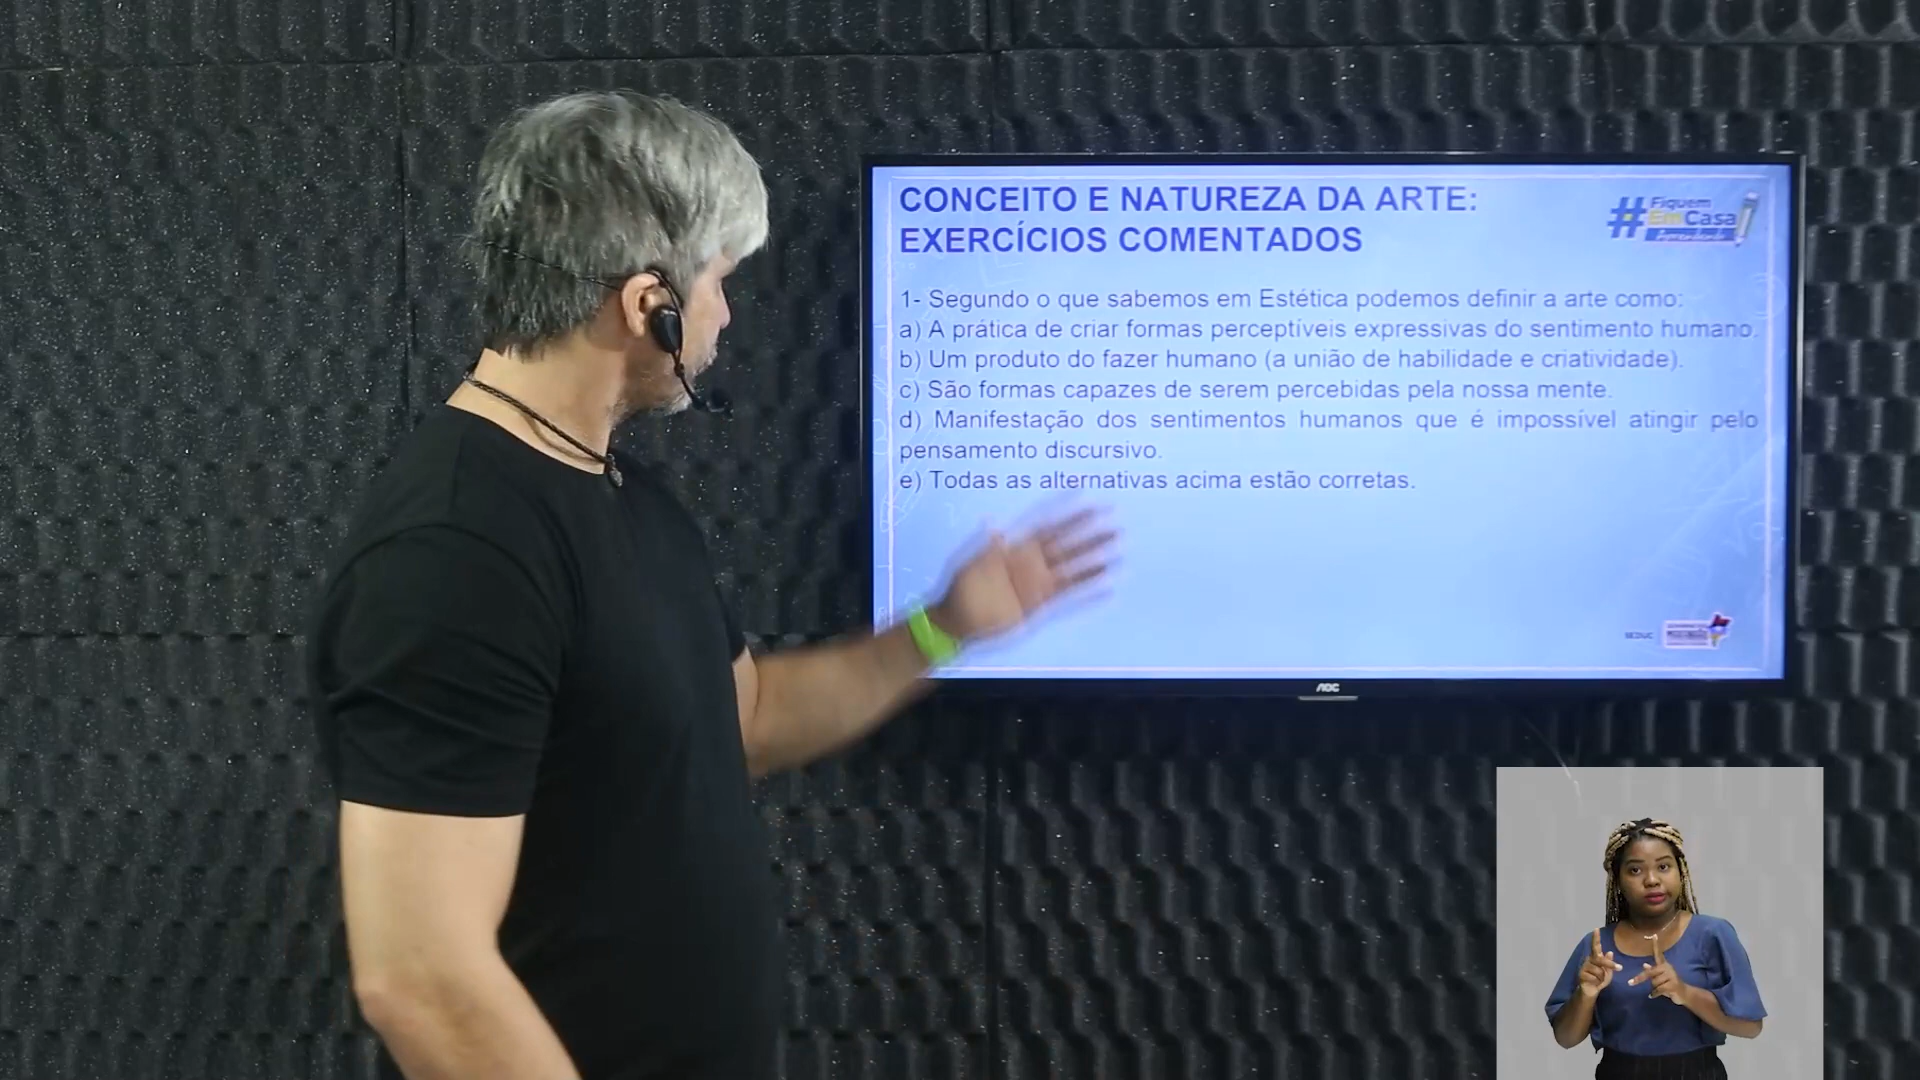 CONCEITO E NATUREZA DA ARTE:
EXERCÍCIOS COMENTADOS
#Fiquem
EmCasa
Aprendendo
1- Segundo o que sabemos em Estética podemos definir a arte como:
a) A prática de criar formas perceptíveis expressivas do sentimento humano.
b) Um produto do fazer humano (a união de habilidade e criatividade).
c) São formas capazes de serem percebidas pela nossa mente.
d) Manifestação dos sentimentos humanos que é impossível atingir pelo
pensamento discursivo.
e) Todas as alternativas acima estão corretas.
SEDUC
AOC